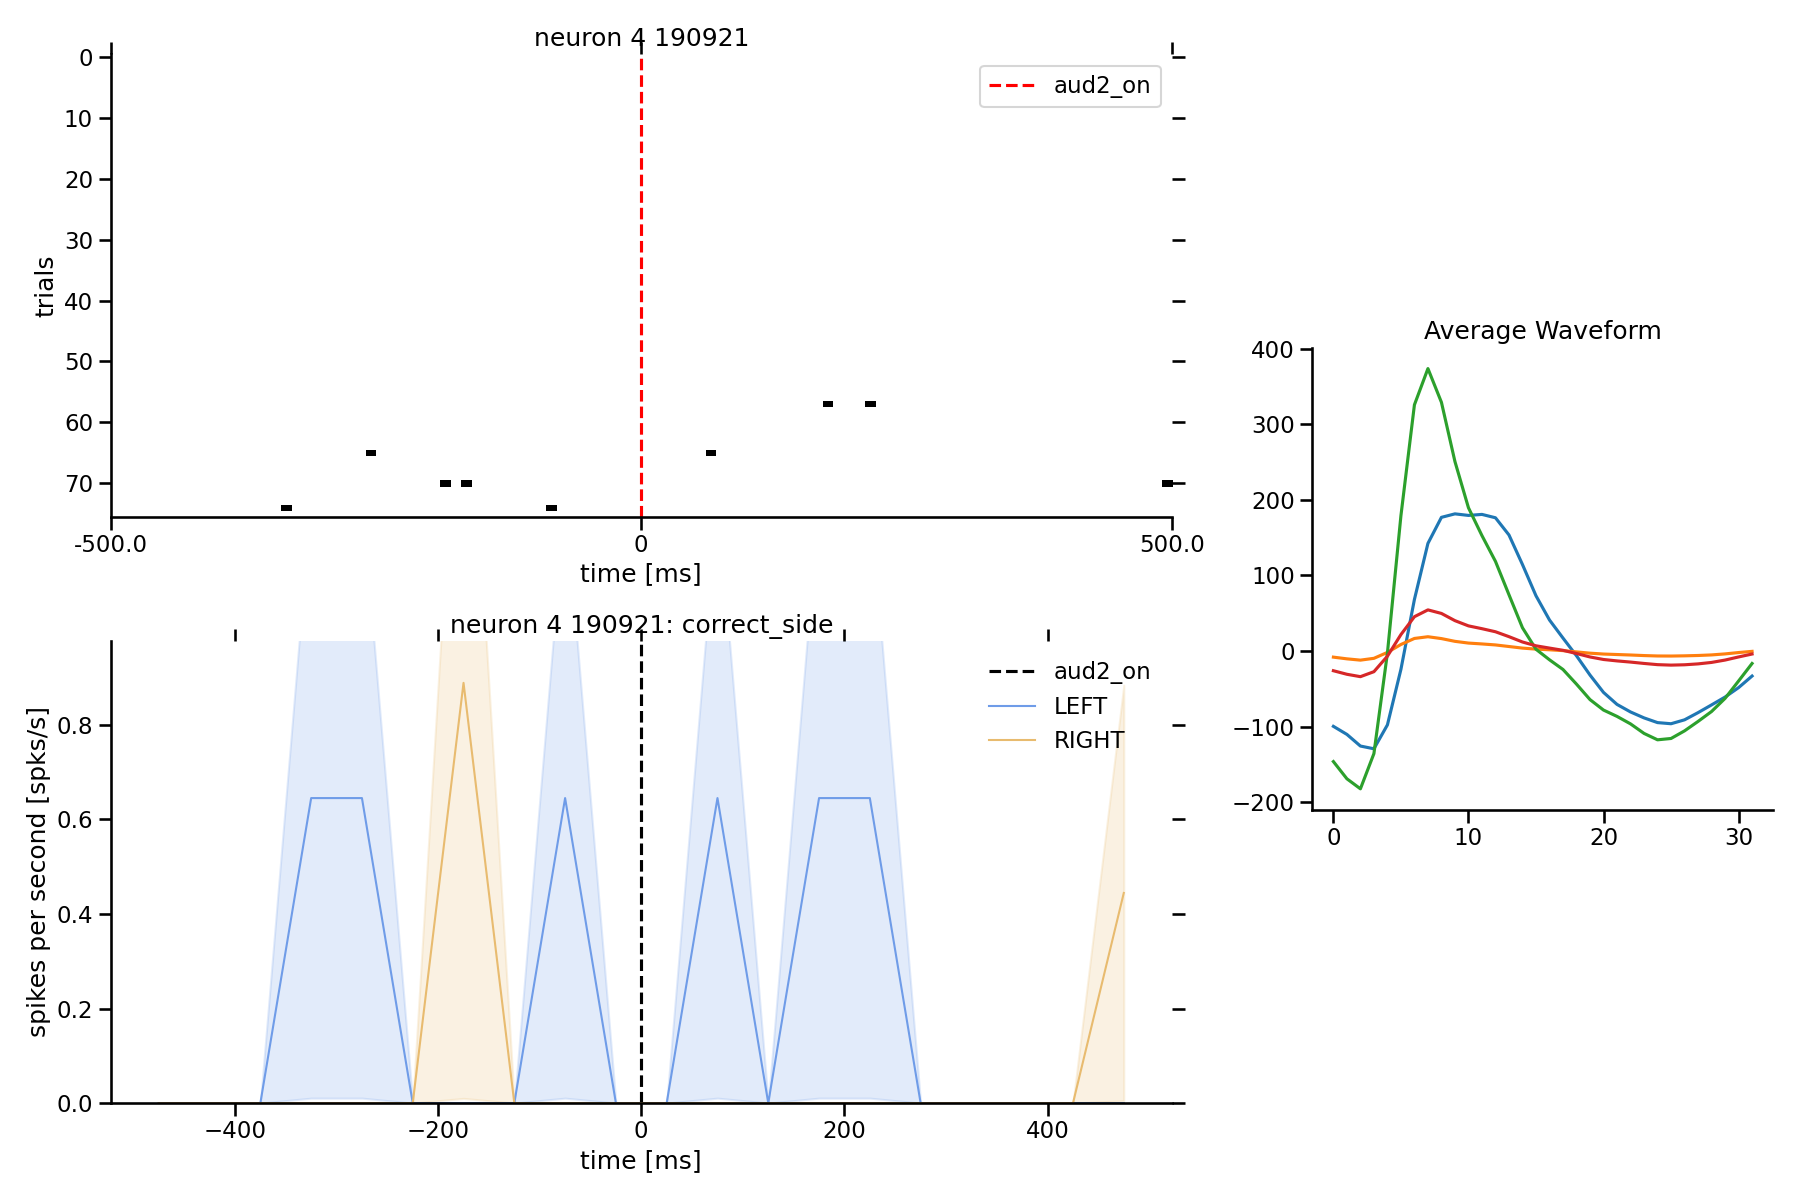 neuron 4 190921
aud2_on
0
10
20
30
40
50
60
70
trials
-500.0
0
500.0
time [ms]
neuron 4 190921: correct_side
aud2_on
LEFT
RIGHT
0.8
0.6
0.4
0.2
0.0
spikes per second [spks/s]
−400
−200
0
200
400
time [ms]
Average Waveform
400
300
200
100
0
−100
−200
0
10
20
30